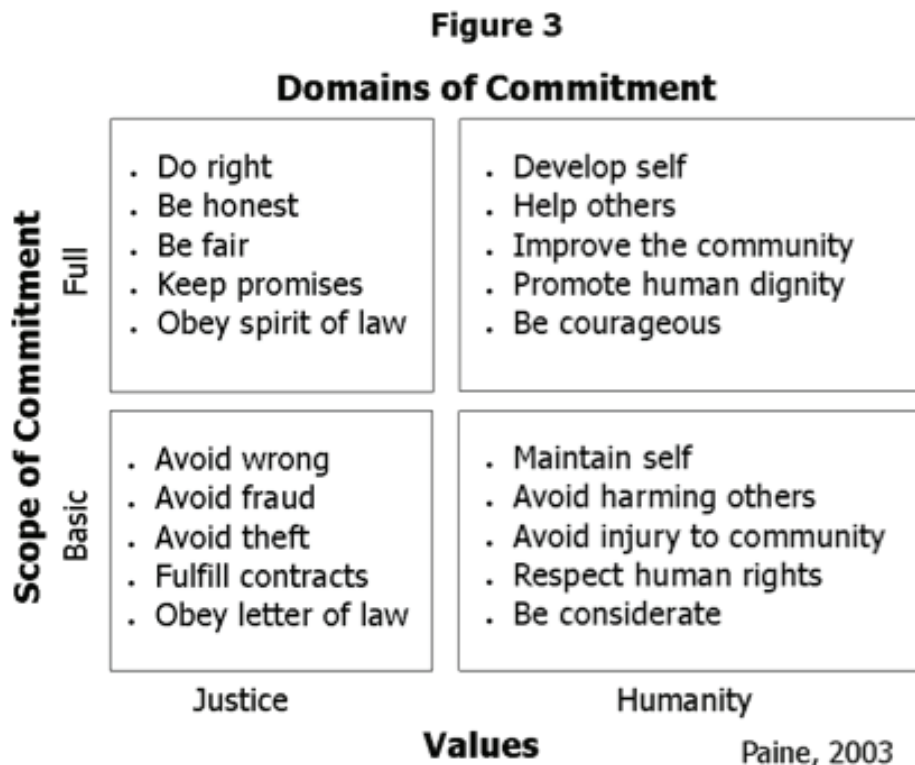 Figure 3
Domains of Commitment
Scope of Commitment
Full
. Do right
. Be honest
. Be fair
. Keep promises
. Obey spirit of law
. Develop self
. Help others
. Improve the community
. Promote human dignity
. Be courageous
Basic
. Avoid wrong
. Avoid fraud
. Avoid theft
. Fulfill contracts
. Obey letter of law
. Maintain self
. Avoid harming others
. Avoid injury to community
. Respect human rights
. Be considerate
Justice
Humanity
Values
Paine, 2003